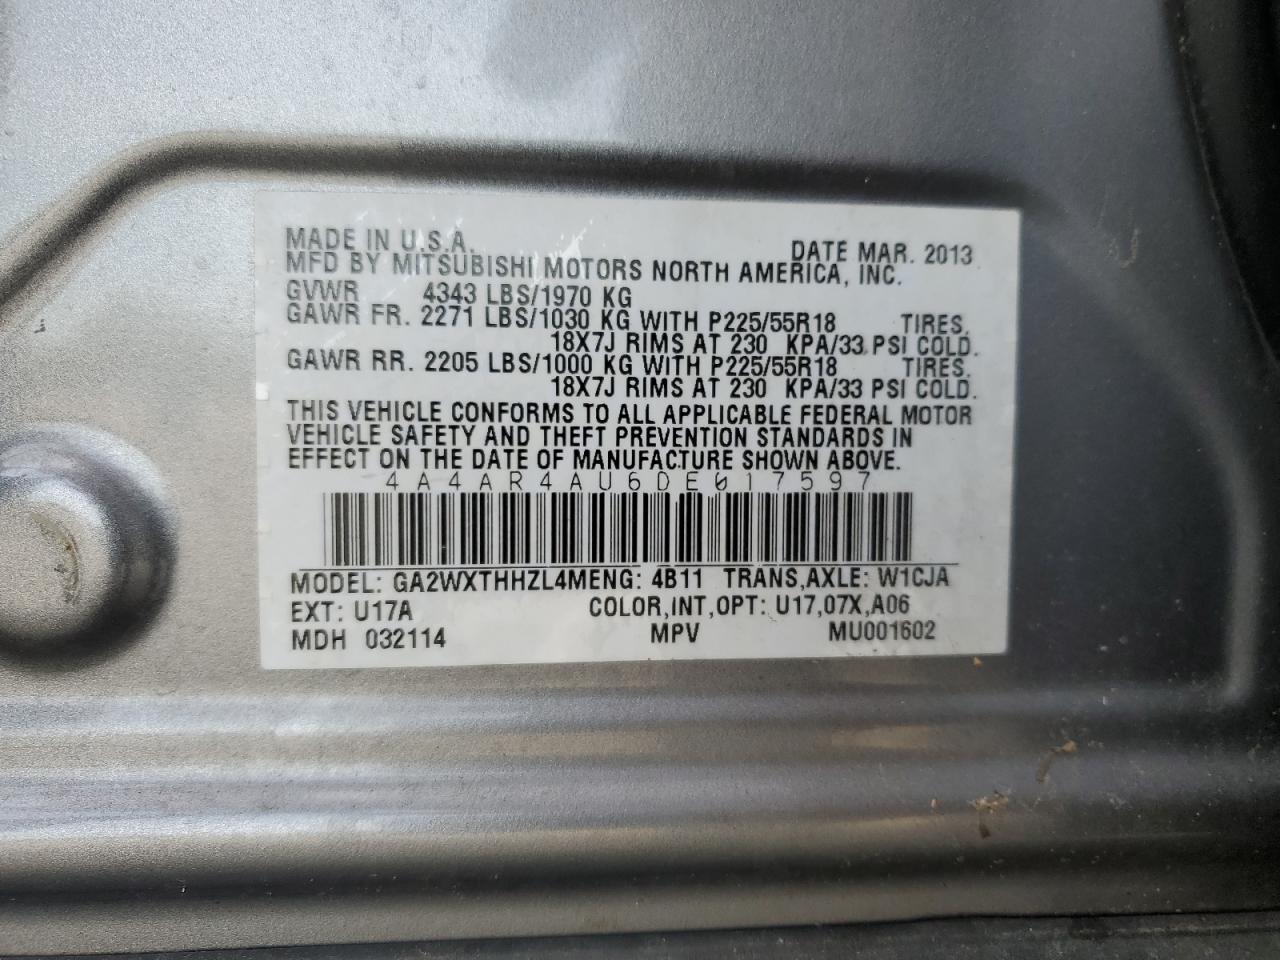 MADE IN U.S.A. DATE MAR. 2013
MFD BY MITSUBISHI MOTORS NORTH AMERICA, INC.
GVWR 4343 LBS/1970 KG
GAWR FR. 2271 LBS/1030 KG WITH P225/55R18 TIRES,
18X7J RIMS AT 230 KPA/33 PSI COLD.
GAWR RR. 2205 LBS/1000 KG WITH P225/55R18 TIRES,
18X7J RIMS AT 230 KPA/33 PSI COLD.
THIS VEHICLE CONFORMS TO ALL APPLICABLE FEDERAL MOTOR
VEHICLE SAFETY AND THEFT PREVENTION STANDARDS IN
EFFECT ON THE DATE OF MANUFACTURE SHOWN ABOVE.
4A4AR4AU6DE017597
MODEL: GA2WXTHHZL4MENG: 4B11 TRANS,AXLE: W1CJA
EXT: U17A COLOR,INT,OPT: U17,07X,A06
MDH 032114 MPV MU001602